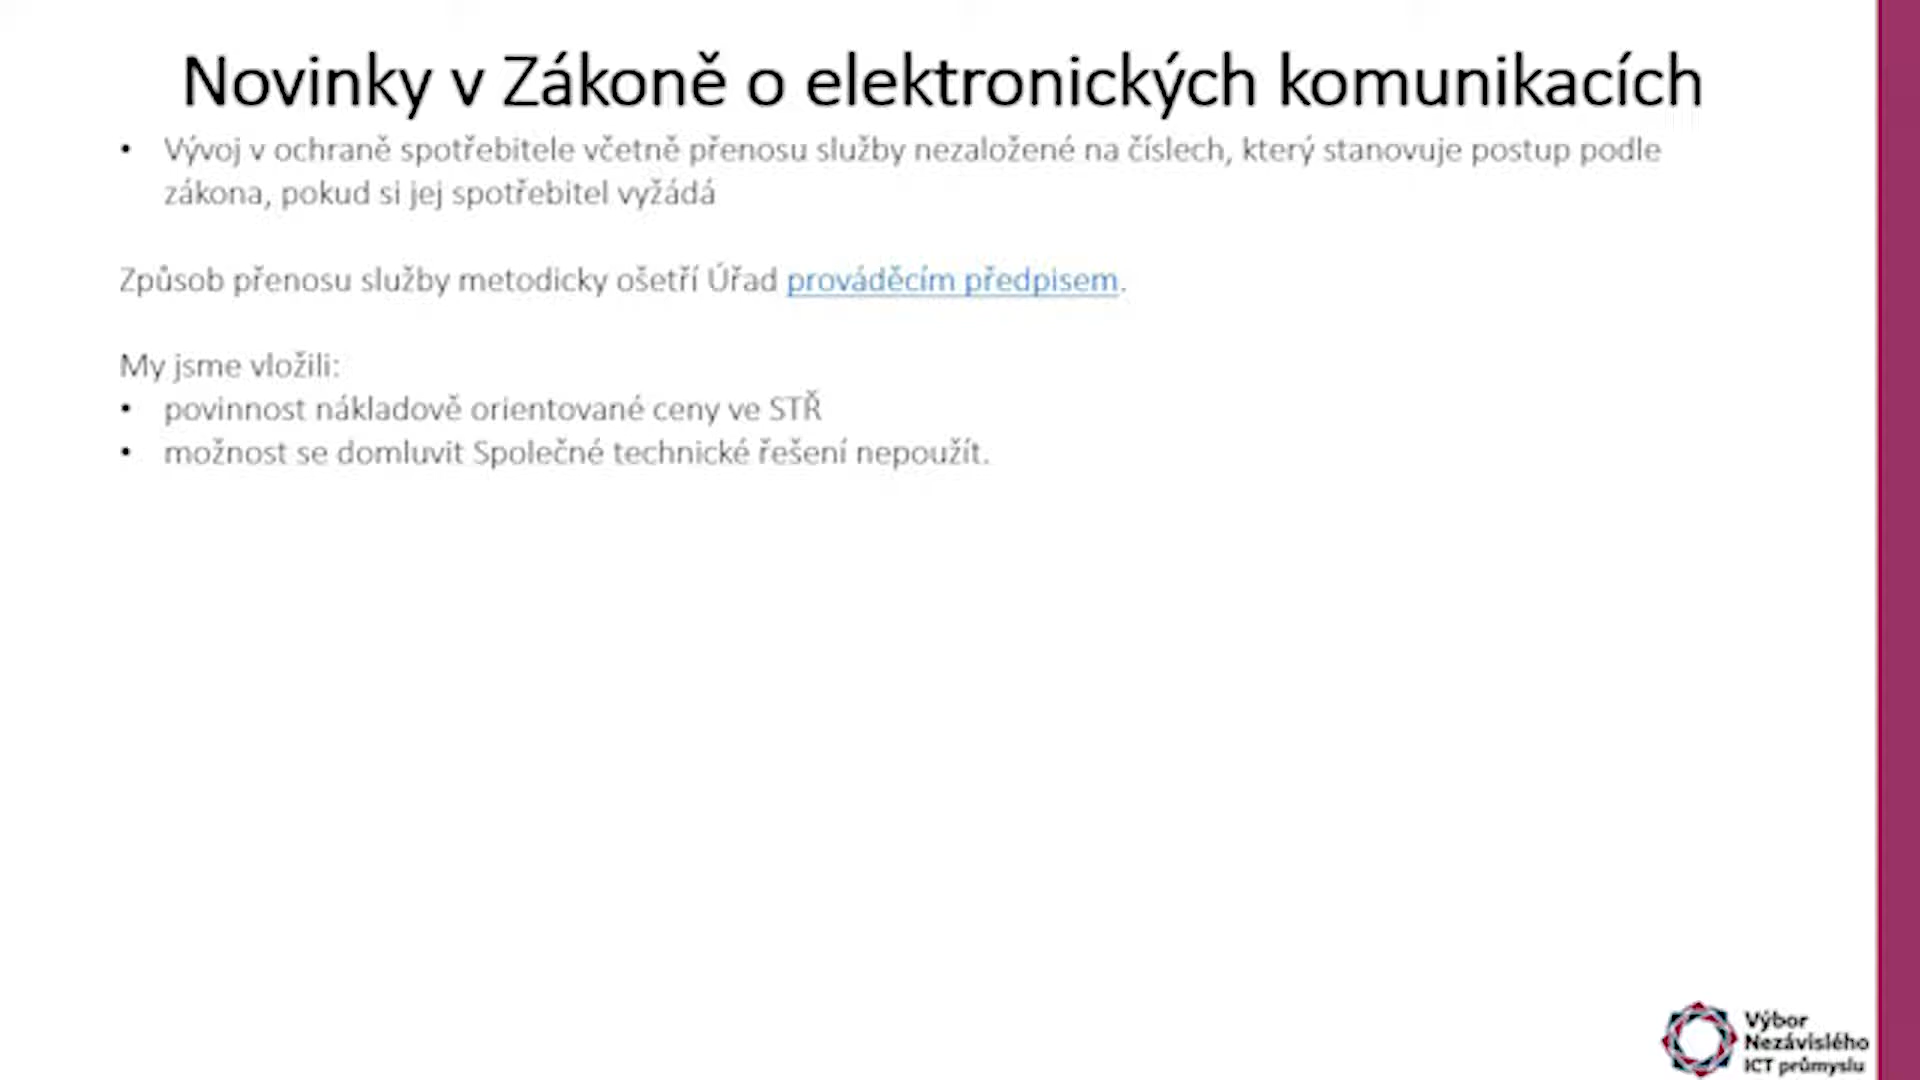 Novinky v Zákoně o elektronických komunikacích
• Vývoj v ochraně spotřebitele včetně přenosu služby nezaložené na číslech, který stanovuje postup podle
zákona, pokud si jej spotřebitel vyžádá
Způsob přenosu služby metodicky ošetří Úřad prováděcím předpisem.
My jsme vložili:
• povinnost nákladově orientované ceny ve STŘ
• možnost se domluvit Společné technické řešení nepoužít.
Výbor
Nezávislého
ICT průmyslu